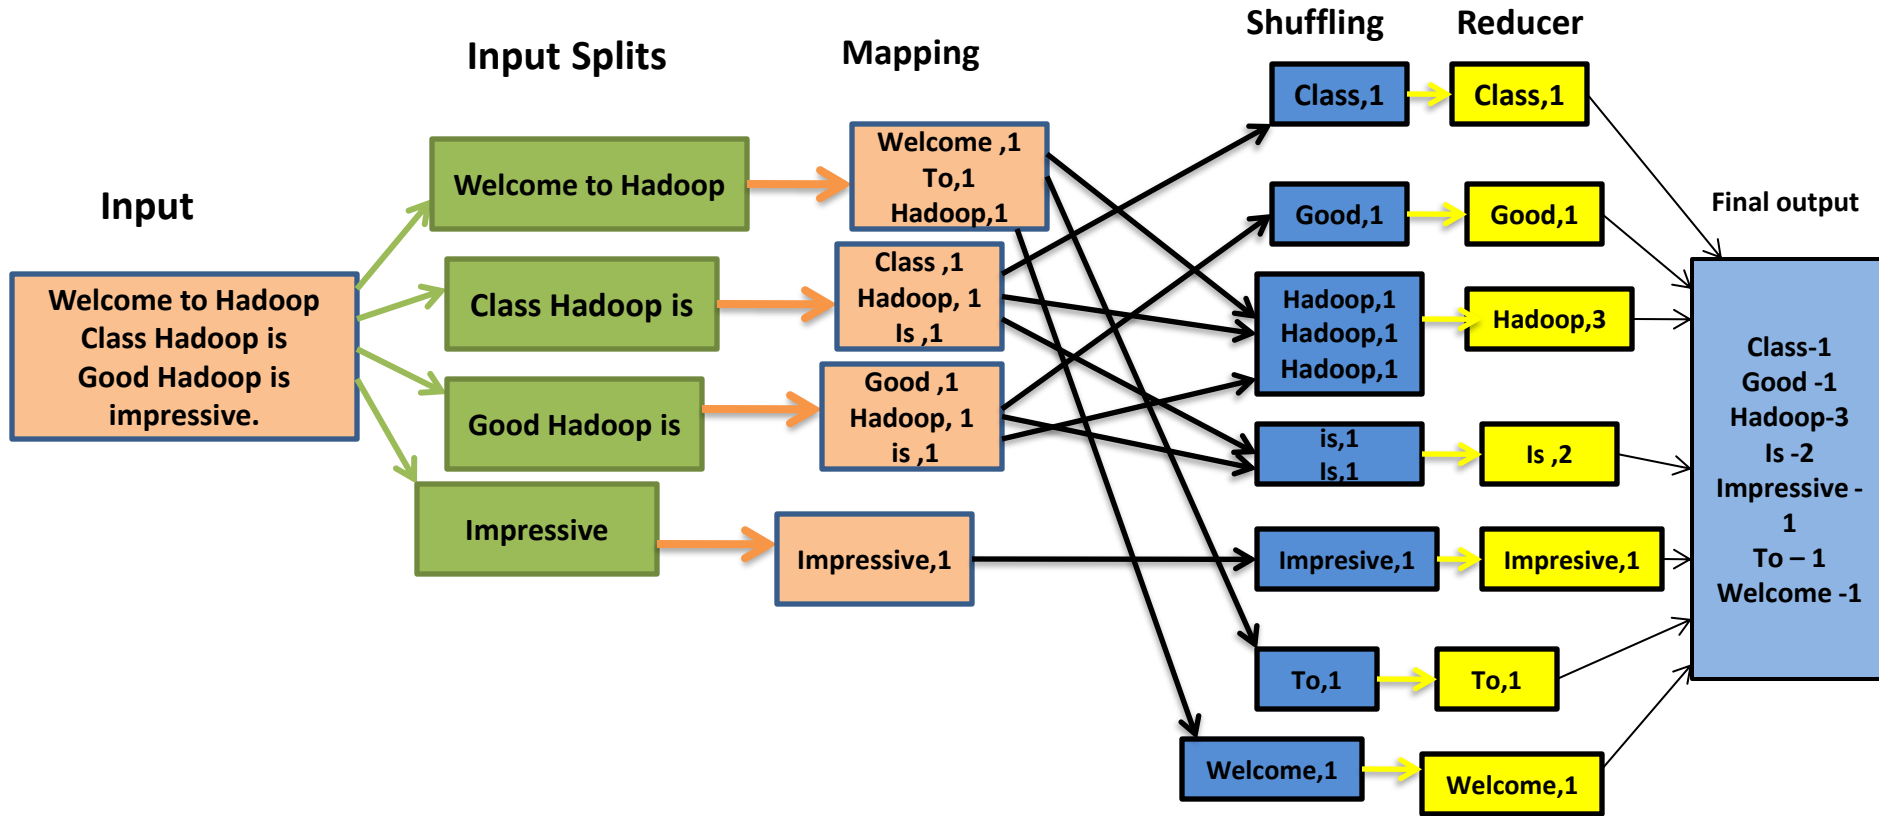 Input
Welcome to Hadoop
Class Hadoop is
Good Hadoop is
impressive.
Input Splits
Welcome to Hadoop
Class Hadoop is
Good Hadoop is
Impressive
Mapping
Welcome ,1
To,1
Hadoop,1
Class ,1
Hadoop, 1
Is ,1
Good ,1
Hadoop, 1
is ,1
Impressive,1
Shuffling
Class,1
Good,1
Hadoop,1
Hadoop,1
Hadoop,1
is,1
Is,1
Impresive,1
To,1
Welcome,1
Reducer
Class,1
Good,1
Hadoop,3
Is ,2
Impresive,1
To,1
Welcome,1
Final output
Class-1
Good -1
Hadoop-3
Is -2
Impressive -
1
To – 1
Welcome -1